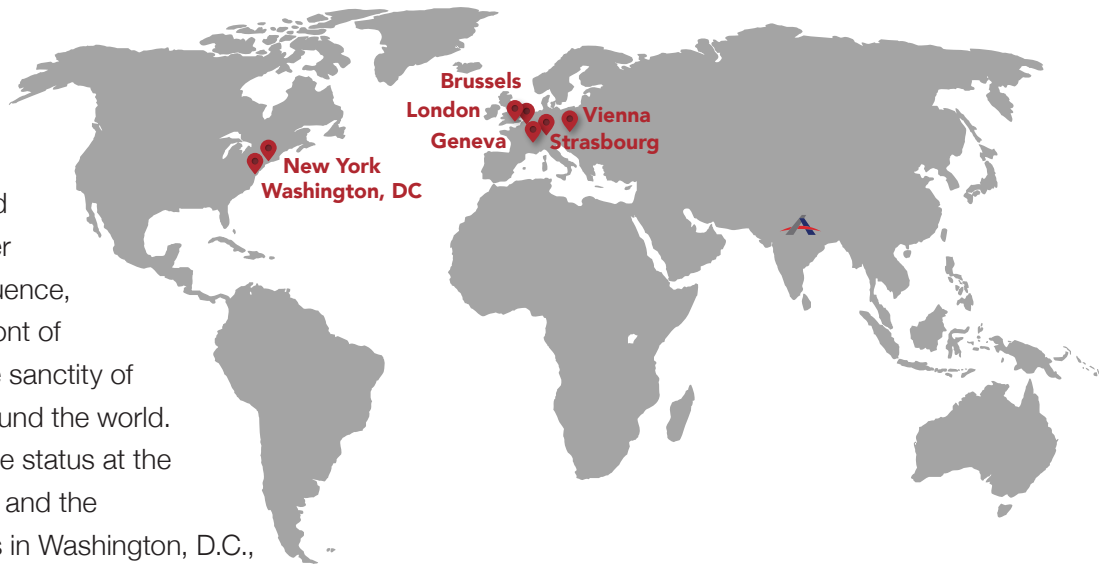 Brussels
London
Vienna
Geneva
Strasbourg
New York
Washington, DC
d
er
uence,
ont of
e sanctity of
ound the world.
e status at the
and the
s in Washington, D.C.,